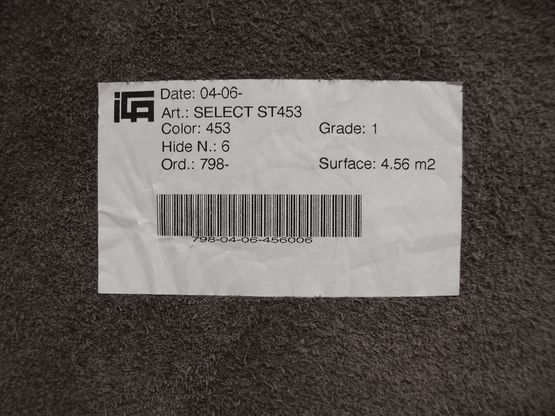 ICA
Date: 04-06-
Art.: SELECT ST453
Color: 453 Grade: 1
Hide N.: 6
Ord.: 798- Surface: 4.56 m2
798-04-06-456006